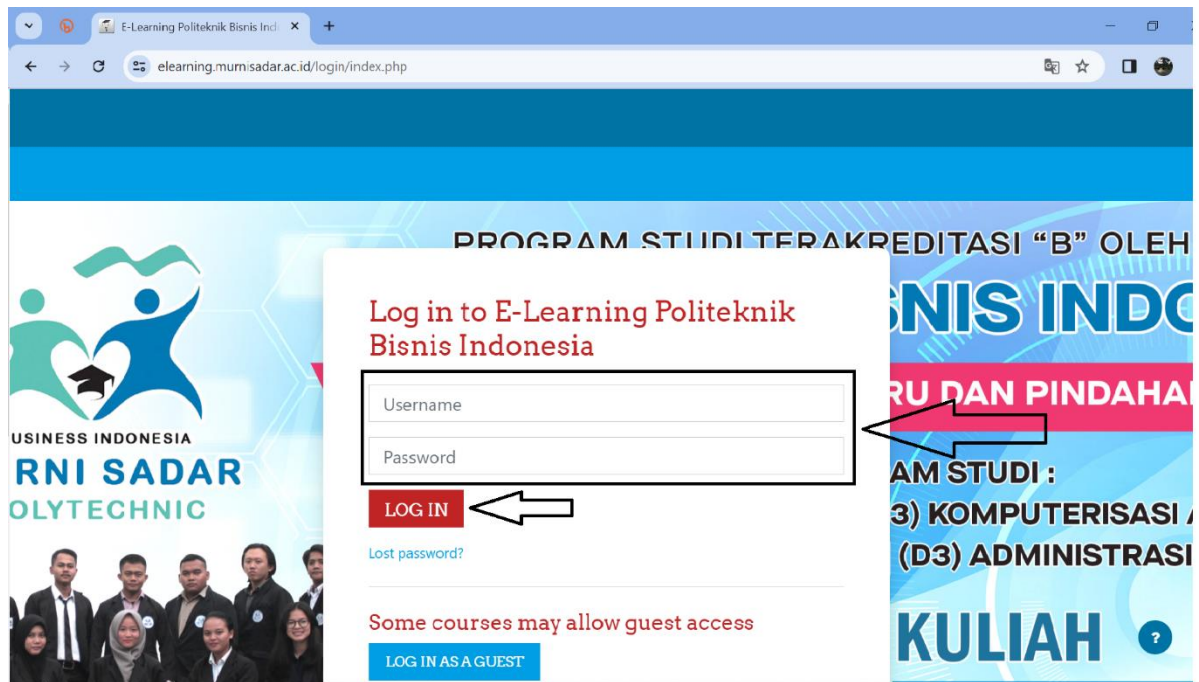 E-Learning Politeknik Bisnis Ind
elearning.murnisadar.ac.id/login/index.php
PROGRAM STUDI TERAKREDITASI “B” OLEH
Log in to E-Learning Politeknik
Bisnis Indonesia
SNIS INDO
Username
RU DAN PINDAHA
Password
USINESS INDONESIA
RNI SADAR
OLYTECHNIC
AM STUDI :
LOG IN
3) KOMPUTERISASI
Lost password?
(D3) ADMINISTRASI
Some courses may allow guest access
LOG IN AS A GUEST
KULIAH
?